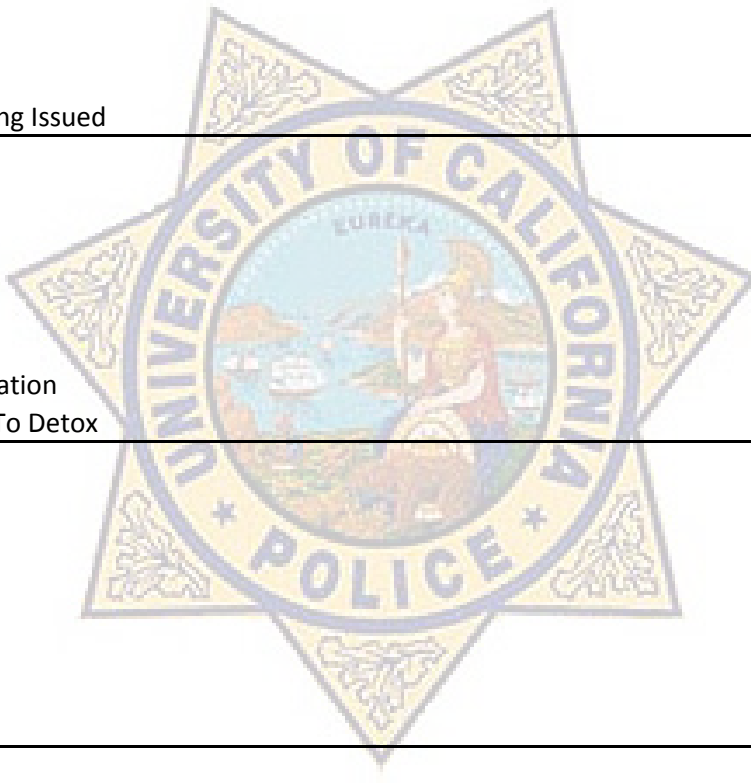 ng Issued
UNIVERSITY OF CALIFORNIA
EUREKA
ation
To Detox
* POLICE *